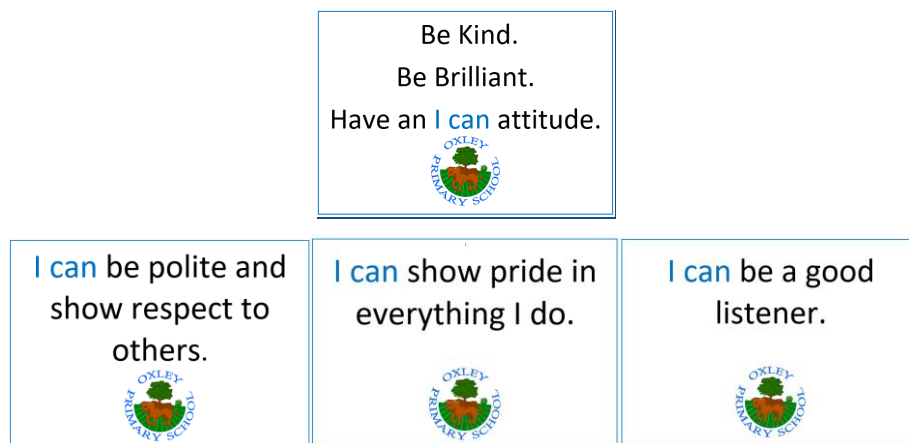 Be Kind.
Be Brilliant.
Have an I can attitude.
OXLEY
PRIMARY SCHOOL
I can be polite and
show respect to
others.
OXLEY
PRIMARY SCHOOL
I can show pride in
everything I do.
OXLEY
PRIMARY SCHOOL
I can be a good
listener.
OXLEY
PRIMARY SCHOOL